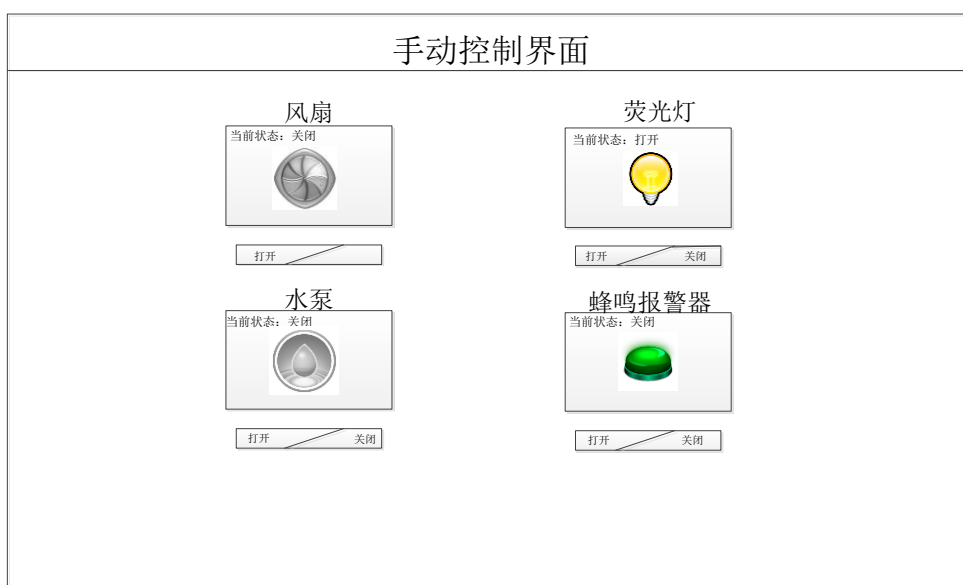 手动控制界面
风扇
当前状态：关闭
打开
荧光灯
当前状态：打开
打开 关闭
水泵
当前状态：关闭
打开 关闭
蜂鸣报警器
当前状态：关闭
打开 关闭